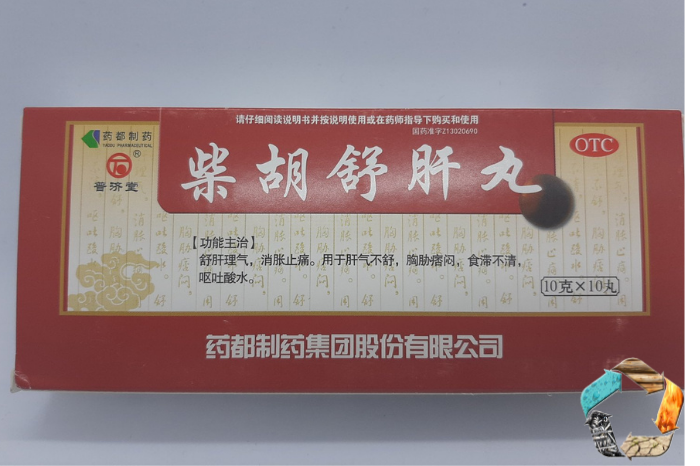 请仔细阅读说明书并按说明使用或在药师指导下购买和使用
国药准字Z13020690
药都制药
YAODU PHARMACEUTICAL
®
普济堂
柴胡舒肝丸
OTC
【功能主治】
舒肝理气，消胀止痛。用于肝气不舒，胸胁痞闷，食滞不清，
呕吐酸水。
10克×10丸
药都制药集团股份有限公司